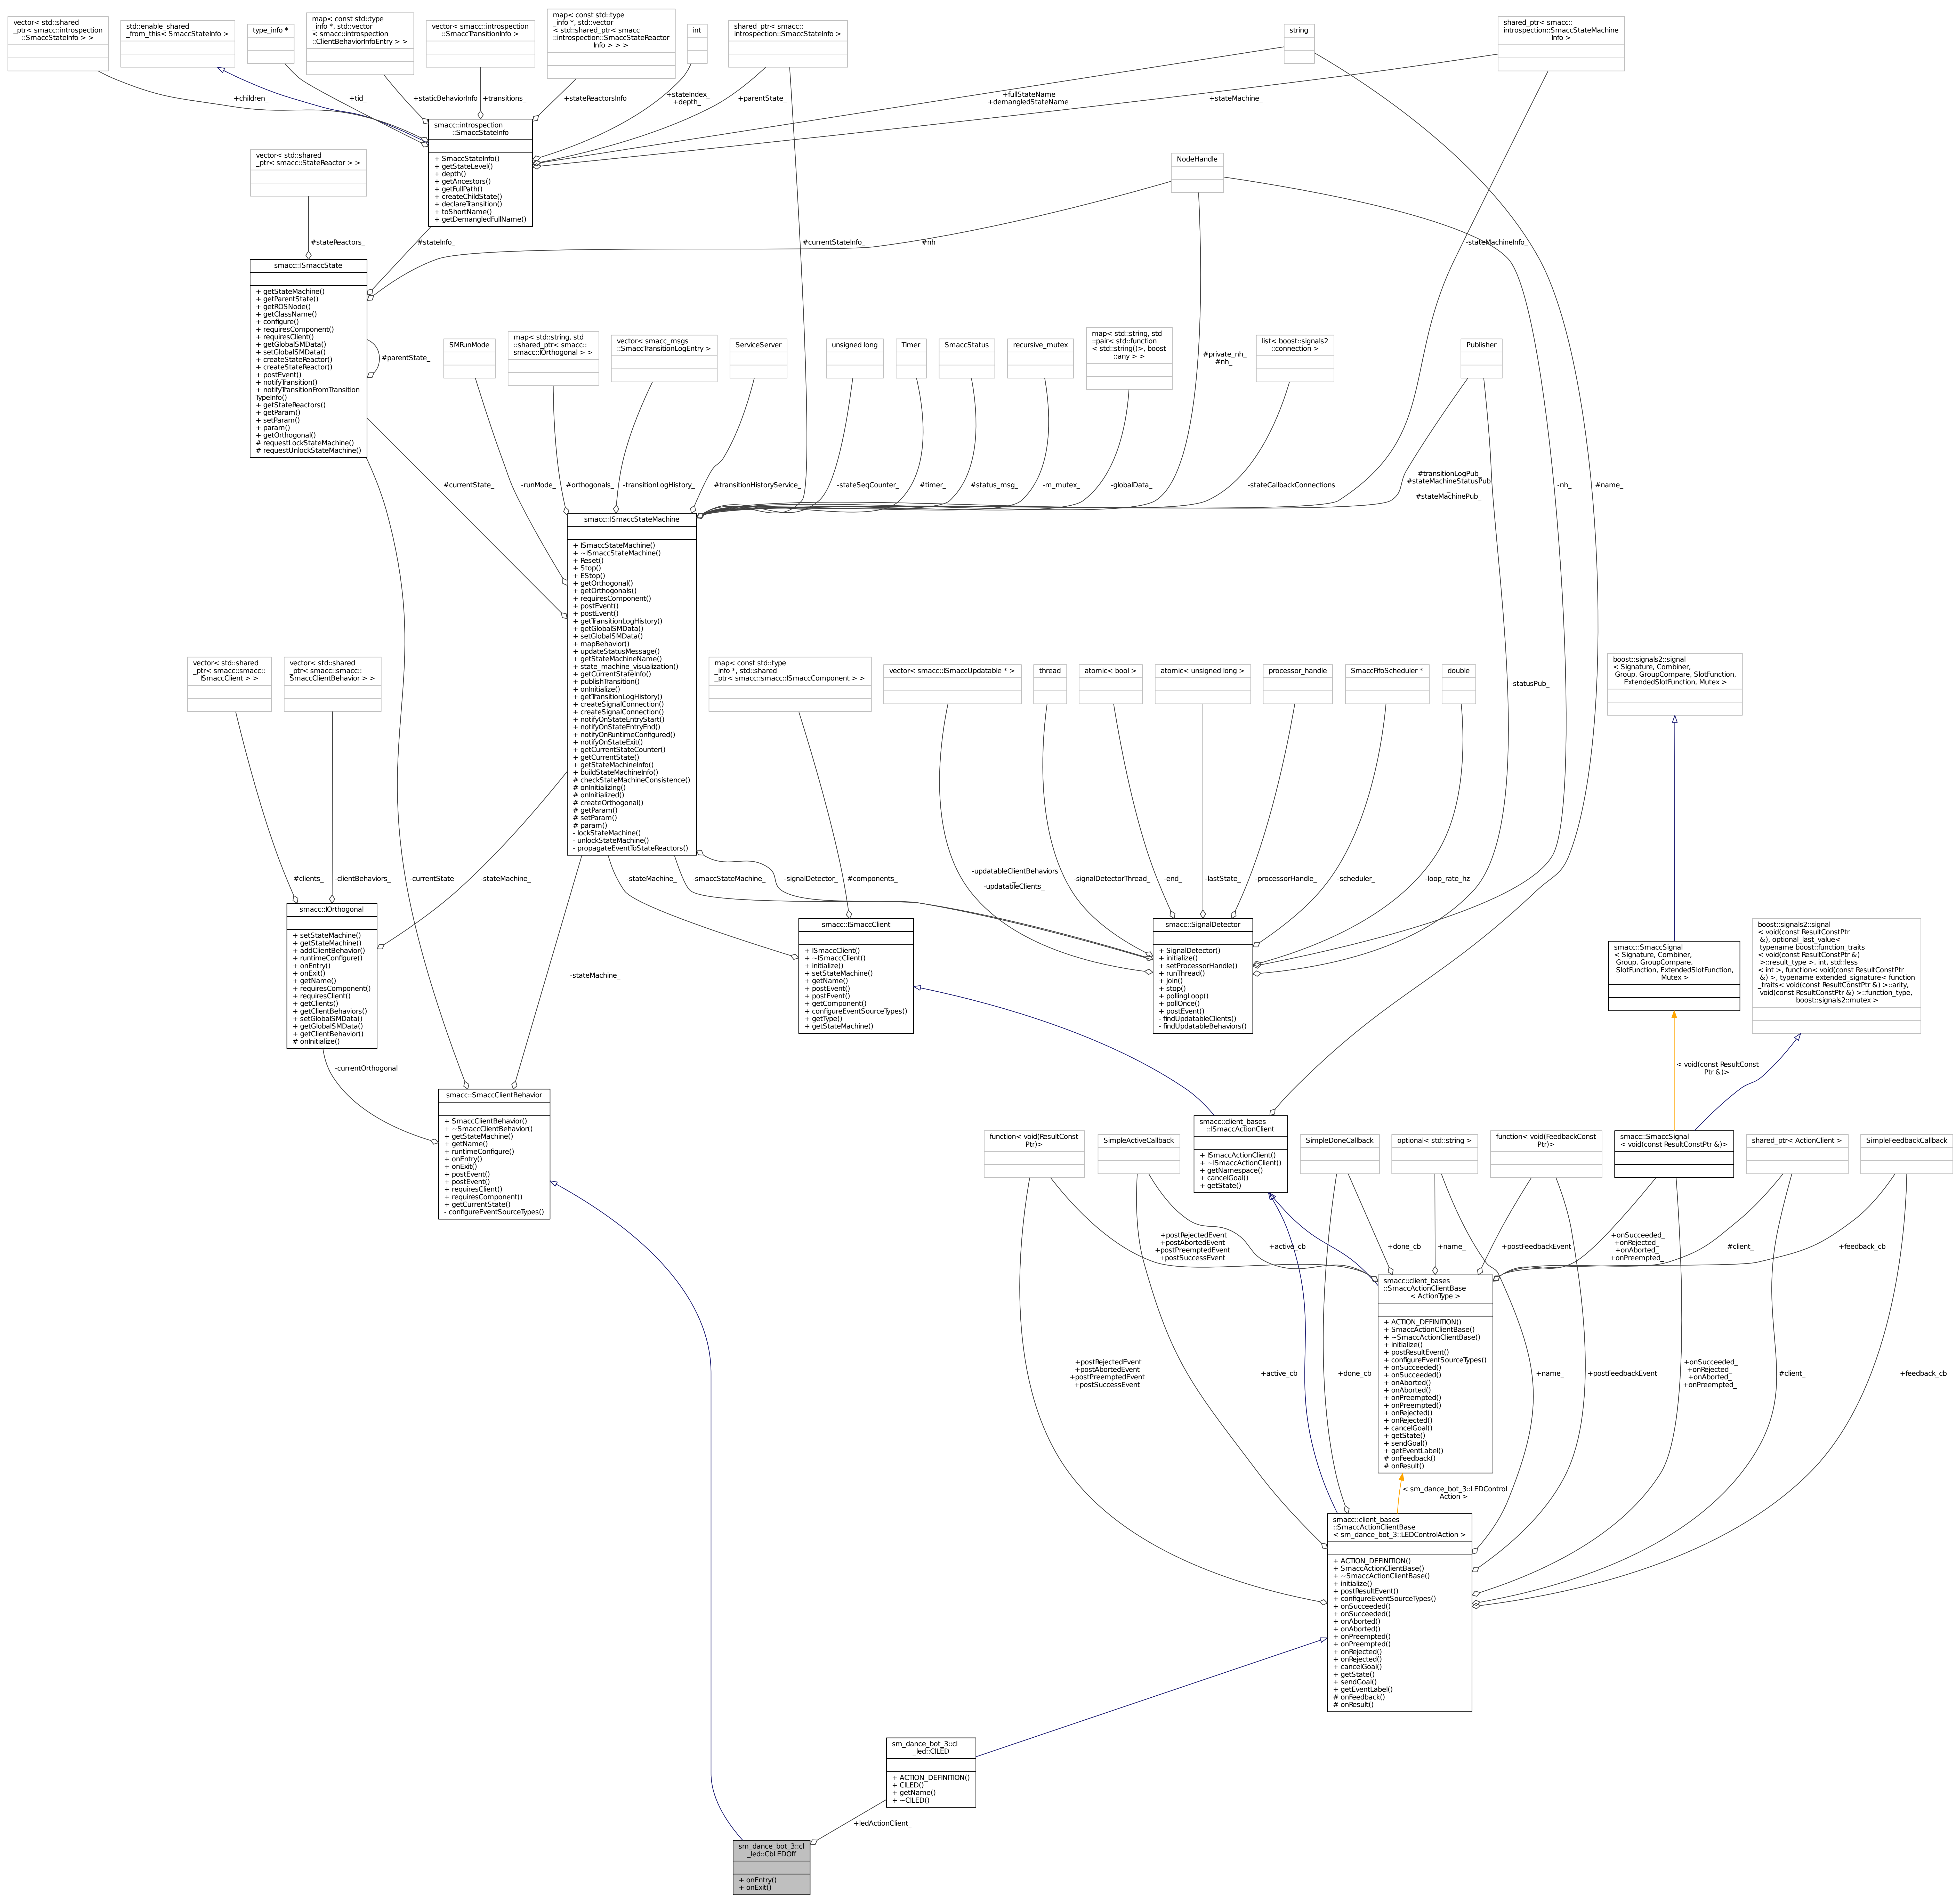 vector< std::shared
_ptr< smacc::introspection
::SmaccStateInfo > >
std::enable_shared
_from_this< SmaccStateInfo >
type_info *
map< const std::type
_info *, std::vector
< smacc::introspection
::ClientBehaviorInfoEntry > >
vector< smacc::introspection
::SmaccTransitionInfo >
map< const std::type
_info *, std::vector
< std::shared_ptr< smacc
::introspection::SmaccStateReactor
Info > > >
int
shared_ptr< smacc::
introspection::SmaccStateInfo >
string
shared_ptr< smacc::
introspection::SmaccStateMachine
Info >
+children_
+tid_
+staticBehaviorInfo
+transitions_
+stateReactorsInfo
+stateIndex_
+depth_
+parentState_
+fullStateName
+demangledStateName
+stateMachine_
smacc::introspection
::SmaccStateInfo
+ SmaccStateInfo()
+ getStateLevel()
+ depth()
+ getAncestors()
+ getFullPath()
+ createChildState()
+ declareTransition()
+ toShortName()
+ getDemangledFullName()
vector< std::shared
_ptr< smacc::StateReactor > >
NodeHandle
#stateReactors_
#stateInfo_
#currentStateInfo_
#nh
-stateMachineInfo_
smacc::ISmaccState
+ getStateMachine()
+ getParentState()
+ getROSNode()
+ getClassName()
+ configure()
+ requiresComponent()
+ requiresClient()
+ getGlobalSMData()
+ setGlobalSMData()
+ createStateReactor()
+ createStateReactor()
+ postEvent()
+ notifyTransition()
+ notifyTransitionFromTransition
TypeInfo()
+ getStateReactors()
+ getParam()
+ setParam()
+ param()
+ getOrthogonal()
# requestLockStateMachine()
# requestUnlockStateMachine()
#parentState_
SMRunMode
map< std::string, std
::shared_ptr< smacc::
smacc::IOrthogonal > >
vector< smacc_msgs
::SmaccTransitionLogEntry >
ServiceServer
unsigned long
Timer
SmaccStatus
recursive_mutex
map< std::string, std
::pair< std::function
< std::string()>, boost
::any > >
#private_nh_
#nh_
list< boost::signals2
::connection >
Publisher
#currentState_
-runMode_
#orthogonals_
-transitionLogHistory_
#transitionHistoryService_
-stateSeqCounter_
#timer_
#status_msg_
-m_mutex_
-globalData_
-stateCallbackConnections
#transitionLogPub_
#stateMachineStatusPub
_
#stateMachinePub_
-nh_
#name_
smacc::ISmaccStateMachine
+ ISmaccStateMachine()
+ ~ISmaccStateMachine()
+ Reset()
+ Stop()
+ EStop()
+ getOrthogonal()
+ getOrthogonals()
+ requiresComponent()
+ postEvent()
+ postEvent()
+ getTransitionLogHistory()
+ getGlobalSMData()
+ setGlobalSMData()
+ mapBehavior()
+ updateStatusMessage()
+ getStateMachineName()
+ state_machine_visualization()
+ getCurrentStateInfo()
+ publishTransition()
+ onInitialize()
+ getTransitionLogHistory()
+ createSignalConnection()
+ createSignalConnection()
+ notifyOnStateEntryStart()
+ notifyOnStateEntryEnd()
+ notifyOnRuntimeConfigured()
+ notifyOnStateExit()
+ getCurrentStateCounter()
+ getCurrentState()
+ getStateMachineInfo()
+ buildStateMachineInfo()
# checkStateMachineConsistence()
# onInitializing()
# onInitialized()
# createOrthogonal()
# getParam()
# setParam()
# param()
- lockStateMachine()
- unlockStateMachine()
- propagateEventToStateReactors()
vector< std::shared
_ptr< smacc::smacc::
ISmaccClient > >
vector< std::shared
_ptr< smacc::smacc::
SmaccClientBehavior > >
map< const std::type
_info *, std::shared
_ptr< smacc::smacc::ISmaccComponent > >
vector< smacc::ISmaccUpdatable * >
thread
atomic< bool >
atomic< unsigned long >
processor_handle
SmaccFifoScheduler *
double
-statusPub_
boost::signals2::signal
< Signature, Combiner,
Group, GroupCompare, SlotFunction,
ExtendedSlotFunction, Mutex >
#clients_
-clientBehaviors_
-currentState
-stateMachine_
-stateMachine_
-smaccStateMachine_
-signalDetector_
#components_
-updatableClientBehaviors
_
-updatableClients_
-signalDetectorThread_
-end_
-lastState_
-processorHandle_
-scheduler_
-loop_rate_hz
smacc::IOrthogonal
+ setStateMachine()
+ getStateMachine()
+ addClientBehavior()
+ runtimeConfigure()
+ onEntry()
+ onExit()
+ getName()
+ requiresComponent()
+ requiresClient()
+ getClients()
+ getClientBehaviors()
+ setGlobalSMData()
+ getGlobalSMData()
+ getClientBehavior()
# onInitialize()
-stateMachine_
smacc::ISmaccClient
+ ISmaccClient()
+ ~ISmaccClient()
+ initialize()
+ setStateMachine()
+ getName()
+ postEvent()
+ postEvent()
+ getComponent()
+ configureEventSourceTypes()
+ getType()
+ getStateMachine()
smacc::SignalDetector
+ SignalDetector()
+ initialize()
+ setProcessorHandle()
+ runThread()
+ join()
+ stop()
+ pollingLoop()
+ pollOnce()
+ postEvent()
- findUpdatableClients()
- findUpdatableBehaviors()
smacc::SmaccSignal
< Signature, Combiner,
Group, GroupCompare,
SlotFunction, ExtendedSlotFunction,
Mutex >
boost::signals2::signal
< void(const ResultConstPtr
&), optional_last_value<
typename boost::function_traits
< void(const ResultConstPtr &)
>::result_type >, int, std::less
< int >, function< void(const ResultConstPtr
&) >, typename extended_signature< function
_traits< void(const ResultConstPtr &) >::arity,
void(const ResultConstPtr &) >::function_type,
boost::signals2::mutex >
-currentOrthogonal
< void(const ResultConst
Ptr &)>
smacc::SmaccClientBehavior
+ SmaccClientBehavior()
+ ~SmaccClientBehavior()
+ getStateMachine()
+ getName()
+ runtimeConfigure()
+ onEntry()
+ onExit()
+ postEvent()
+ postEvent()
+ requiresClient()
+ requiresComponent()
+ getCurrentState()
- configureEventSourceTypes()
function< void(ResultConst
Ptr)>
SimpleActiveCallback
smacc::client_bases
::ISmaccActionClient
+ ISmaccActionClient()
+ ~ISmaccActionClient()
+ getNamespace()
+ cancelGoal()
+ getState()
SimpleDoneCallback
optional< std::string >
function< void(FeedbackConst
Ptr)>
smacc::SmaccSignal
< void(const ResultConstPtr &)>
shared_ptr< ActionClient >
SimpleFeedbackCallback
+postRejectedEvent
+postAbortedEvent
+postPreemptedEvent
+postSuccessEvent
+active_cb
+done_cb
+name_
+postFeedbackEvent
+onSucceeded_
+onRejected_
+onAborted_
+onPreempted_
#client_
+feedback_cb
smacc::client_bases
::SmaccActionClientBase
< ActionType >
+ ACTION_DEFINITION()
+ SmaccActionClientBase()
+ ~SmaccActionClientBase()
+ initialize()
+ postResultEvent()
+ configureEventSourceTypes()
+ onSucceeded()
+ onSucceeded()
+ onAborted()
+ onAborted()
+ onPreempted()
+ onPreempted()
+ onRejected()
+ onRejected()
+ cancelGoal()
+ getState()
+ sendGoal()
+ getEventLabel()
# onFeedback()
# onResult()
+postRejectedEvent
+postAbortedEvent
+postPreemptedEvent
+postSuccessEvent
+active_cb
+done_cb
+name_
+postFeedbackEvent
+onSucceeded_
+onRejected_
+onAborted_
+onPreempted_
#client_
+feedback_cb
< sm_dance_bot_3::LEDControl
Action >
smacc::client_bases
::SmaccActionClientBase
< sm_dance_bot_3::LEDControlAction >
+ ACTION_DEFINITION()
+ SmaccActionClientBase()
+ ~SmaccActionClientBase()
+ initialize()
+ postResultEvent()
+ configureEventSourceTypes()
+ onSucceeded()
+ onSucceeded()
+ onAborted()
+ onAborted()
+ onPreempted()
+ onPreempted()
+ onRejected()
+ onRejected()
+ cancelGoal()
+ getState()
+ sendGoal()
+ getEventLabel()
# onFeedback()
# onResult()
sm_dance_bot_3::cl
_led::ClLED
+ ACTION_DEFINITION()
+ ClLED()
+ getName()
+ ~ClLED()
+ledActionClient_
sm_dance_bot_3::cl
_led::CbLEDOff
+ onEntry()
+ onExit()